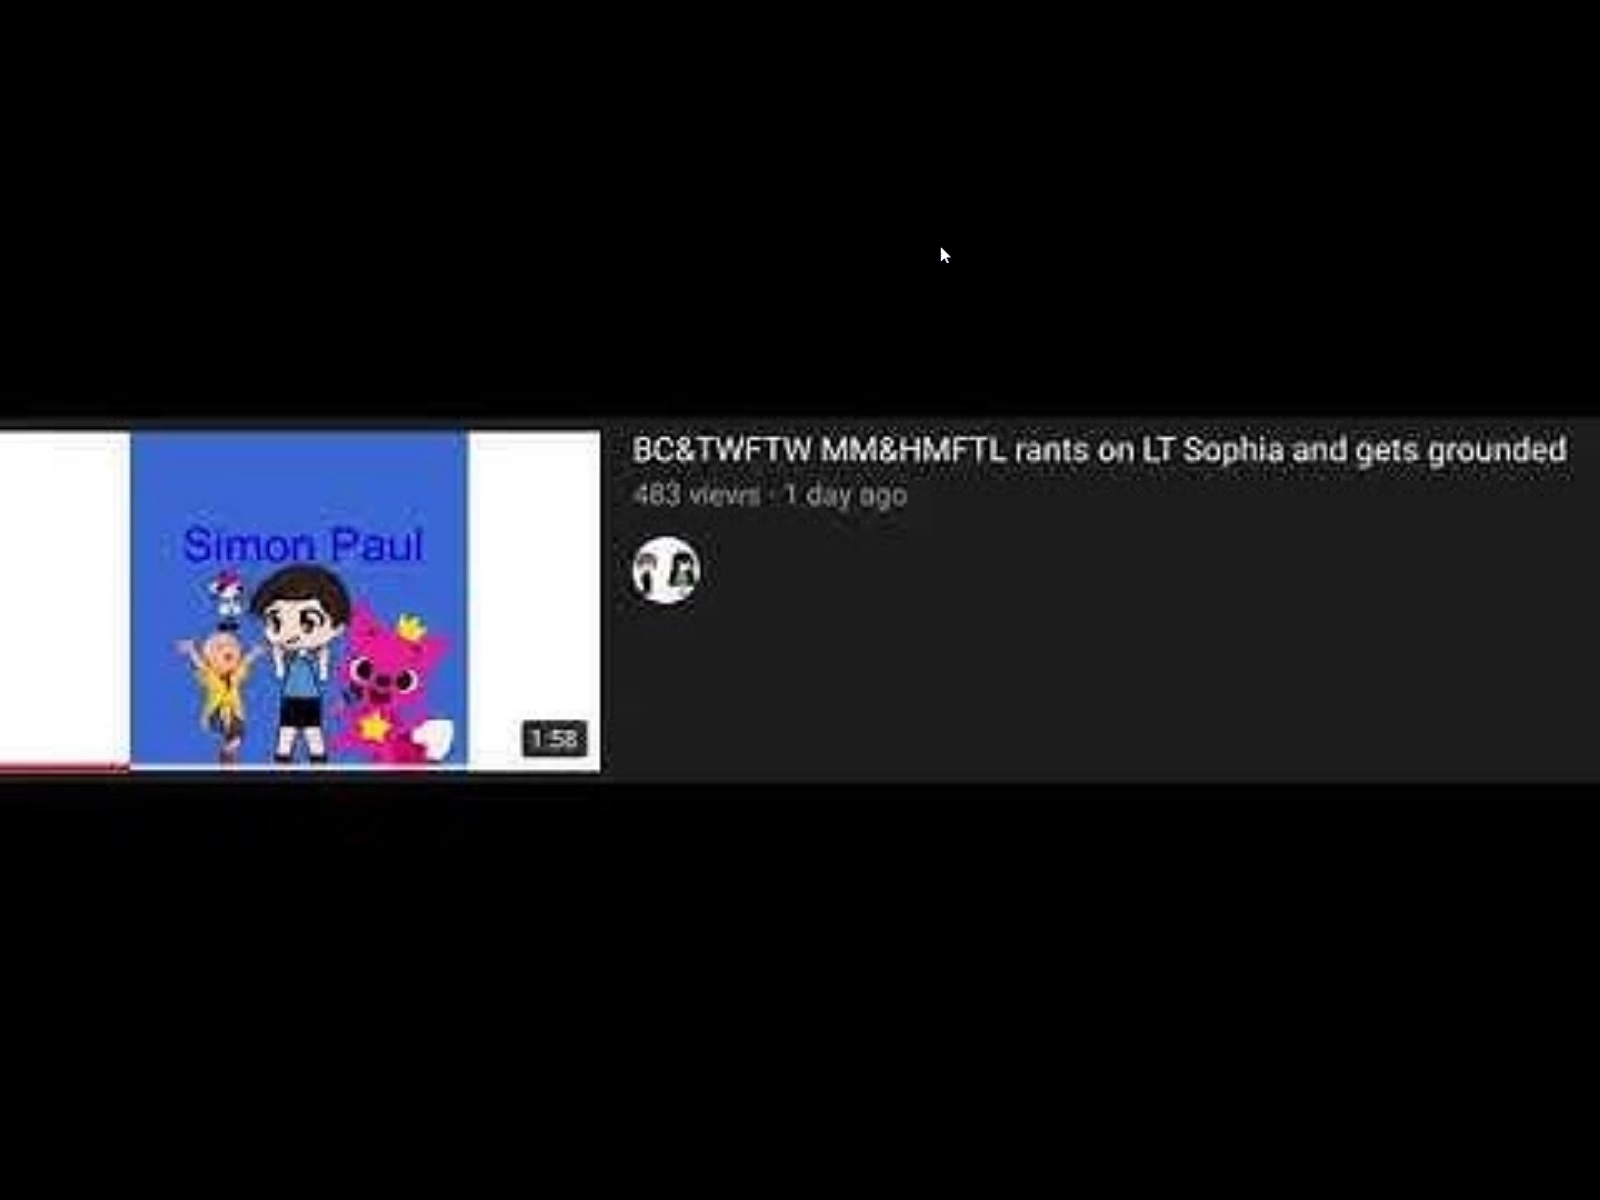 BC&TWFTW MM&HMFTL rants on LT Sophia and gets grounded
483 views · 1 day ago
Simon Paul
1:58